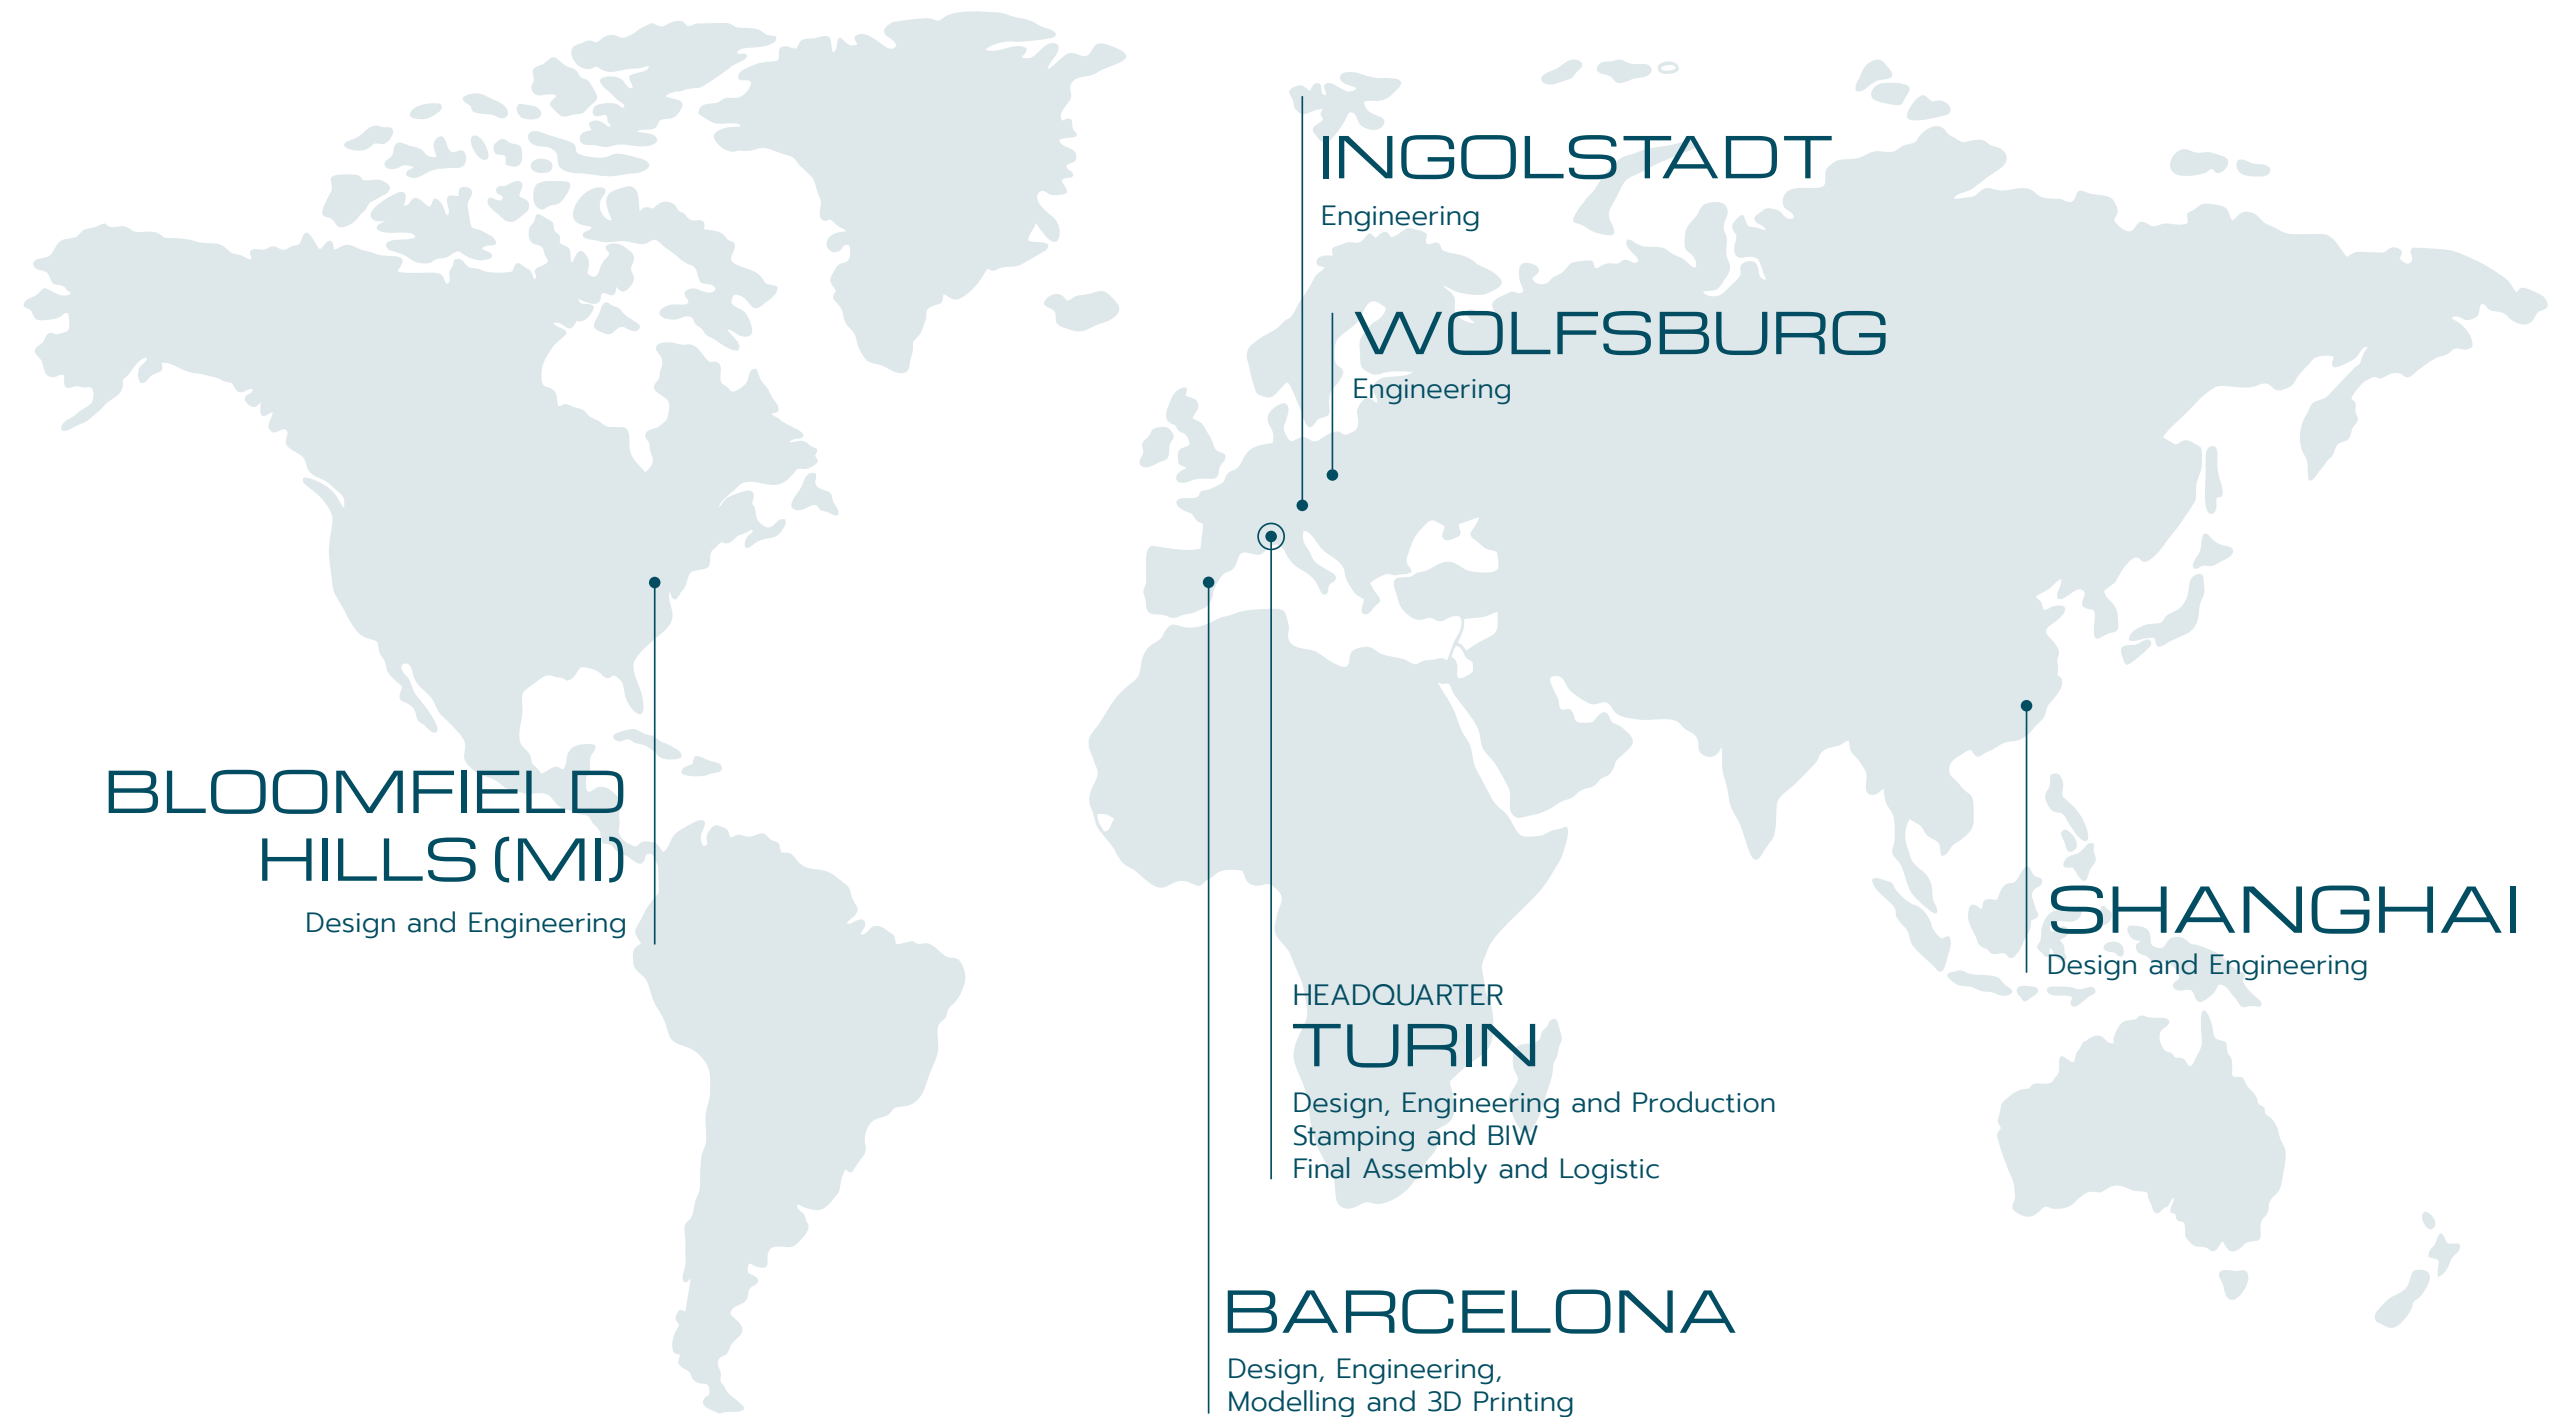 INGOLSTADT
Engineering
WOLFSBURG
Engineering
BLOOMFIELD
HILLS (MI)
Design and Engineering
SHANGHAI
Design and Engineering
HEADQUARTER
TURIN
Design, Engineering and Production
Stamping and BIW
Final Assembly and Logistic
BARCELONA
Design, Engineering,
Modelling and 3D Printing